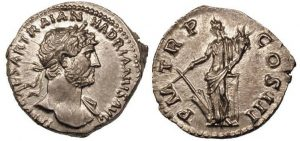 IMP CAESAR TRAIAN HADRIANVS AVG
P M TR P
COS III